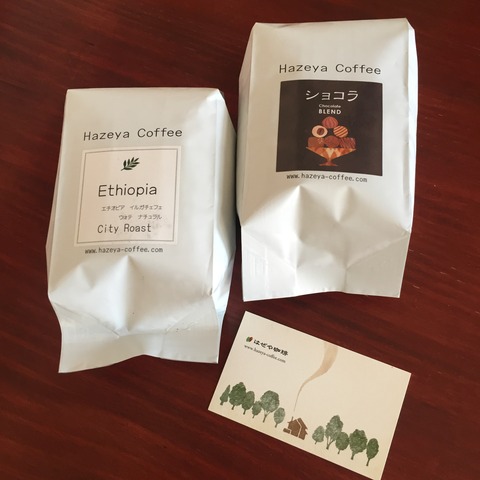 Hazeya Coffee
Ethiopia
エチオピア イルガチェフェ
ウォテ ナチュラル
City Roast
www.hazeya-coffee.com
Hazeya Coffee
ショコラ
Chocolate
BLEND
www.hazeya-coffee.com
はぜや珈琲
www.hazeya-coffee.com